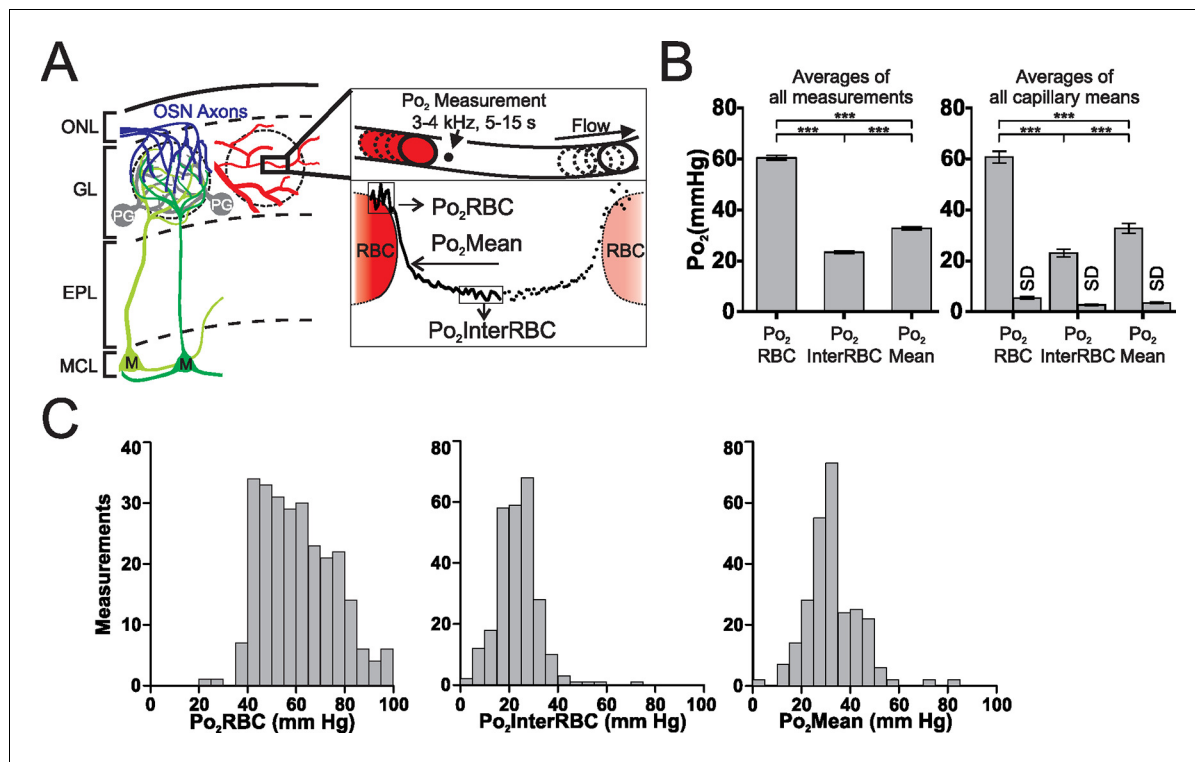 A
ONL
GL
EPL
MCL
OSN Axons
PG
PG
M
M
Po₂ Measurement
3-4 kHz, 5-15 s
Flow
Po₂RBC
Po₂Mean
RBC
RBC
Po₂InterRBC
B
Averages of
all measurements
***
*** ***
Po₂(mmHg)
80
60
40
20
0
Po₂ Po₂ Po₂
RBC InterRBC Mean
Averages of
all capillary means
***
*** ***
80
60
40
20
0
SD SD SD
Po₂ Po₂ Po₂
RBC InterRBC Mean
C
Measurements
40
30
20
10
0
0 20 40 60 80 100
Po₂RBC (mm Hg)
80
60
40
20
0
0 20 40 60 80 100
Po₂InterRBC (mm Hg)
80
60
40
20
0
0 20 40 60 80 100
Po₂Mean (mm Hg)